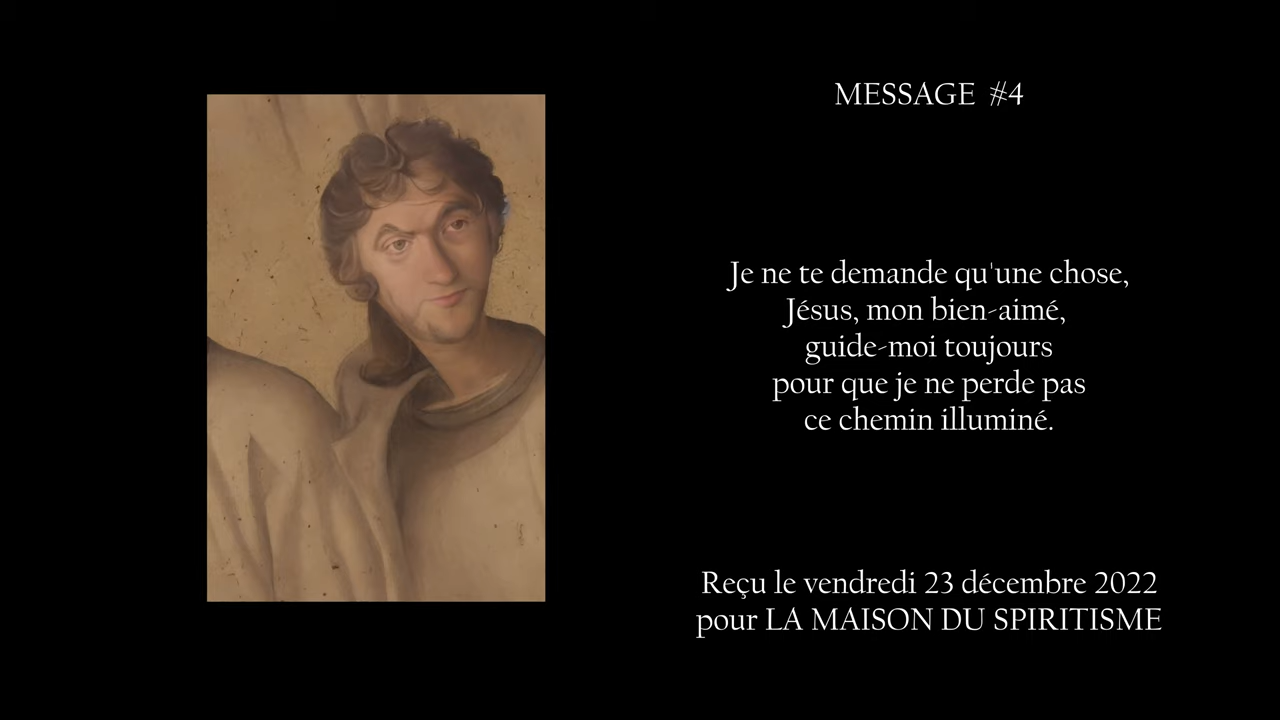 MESSAGE #4
Je ne te demande qu'une chose,
Jésus, mon bien-aimé,
guide-moi toujours
pour que je ne perde pas
ce chemin illuminé.
Reçu le vendredi 23 décembre 2022
pour LA MAISON DU SPIRITISME